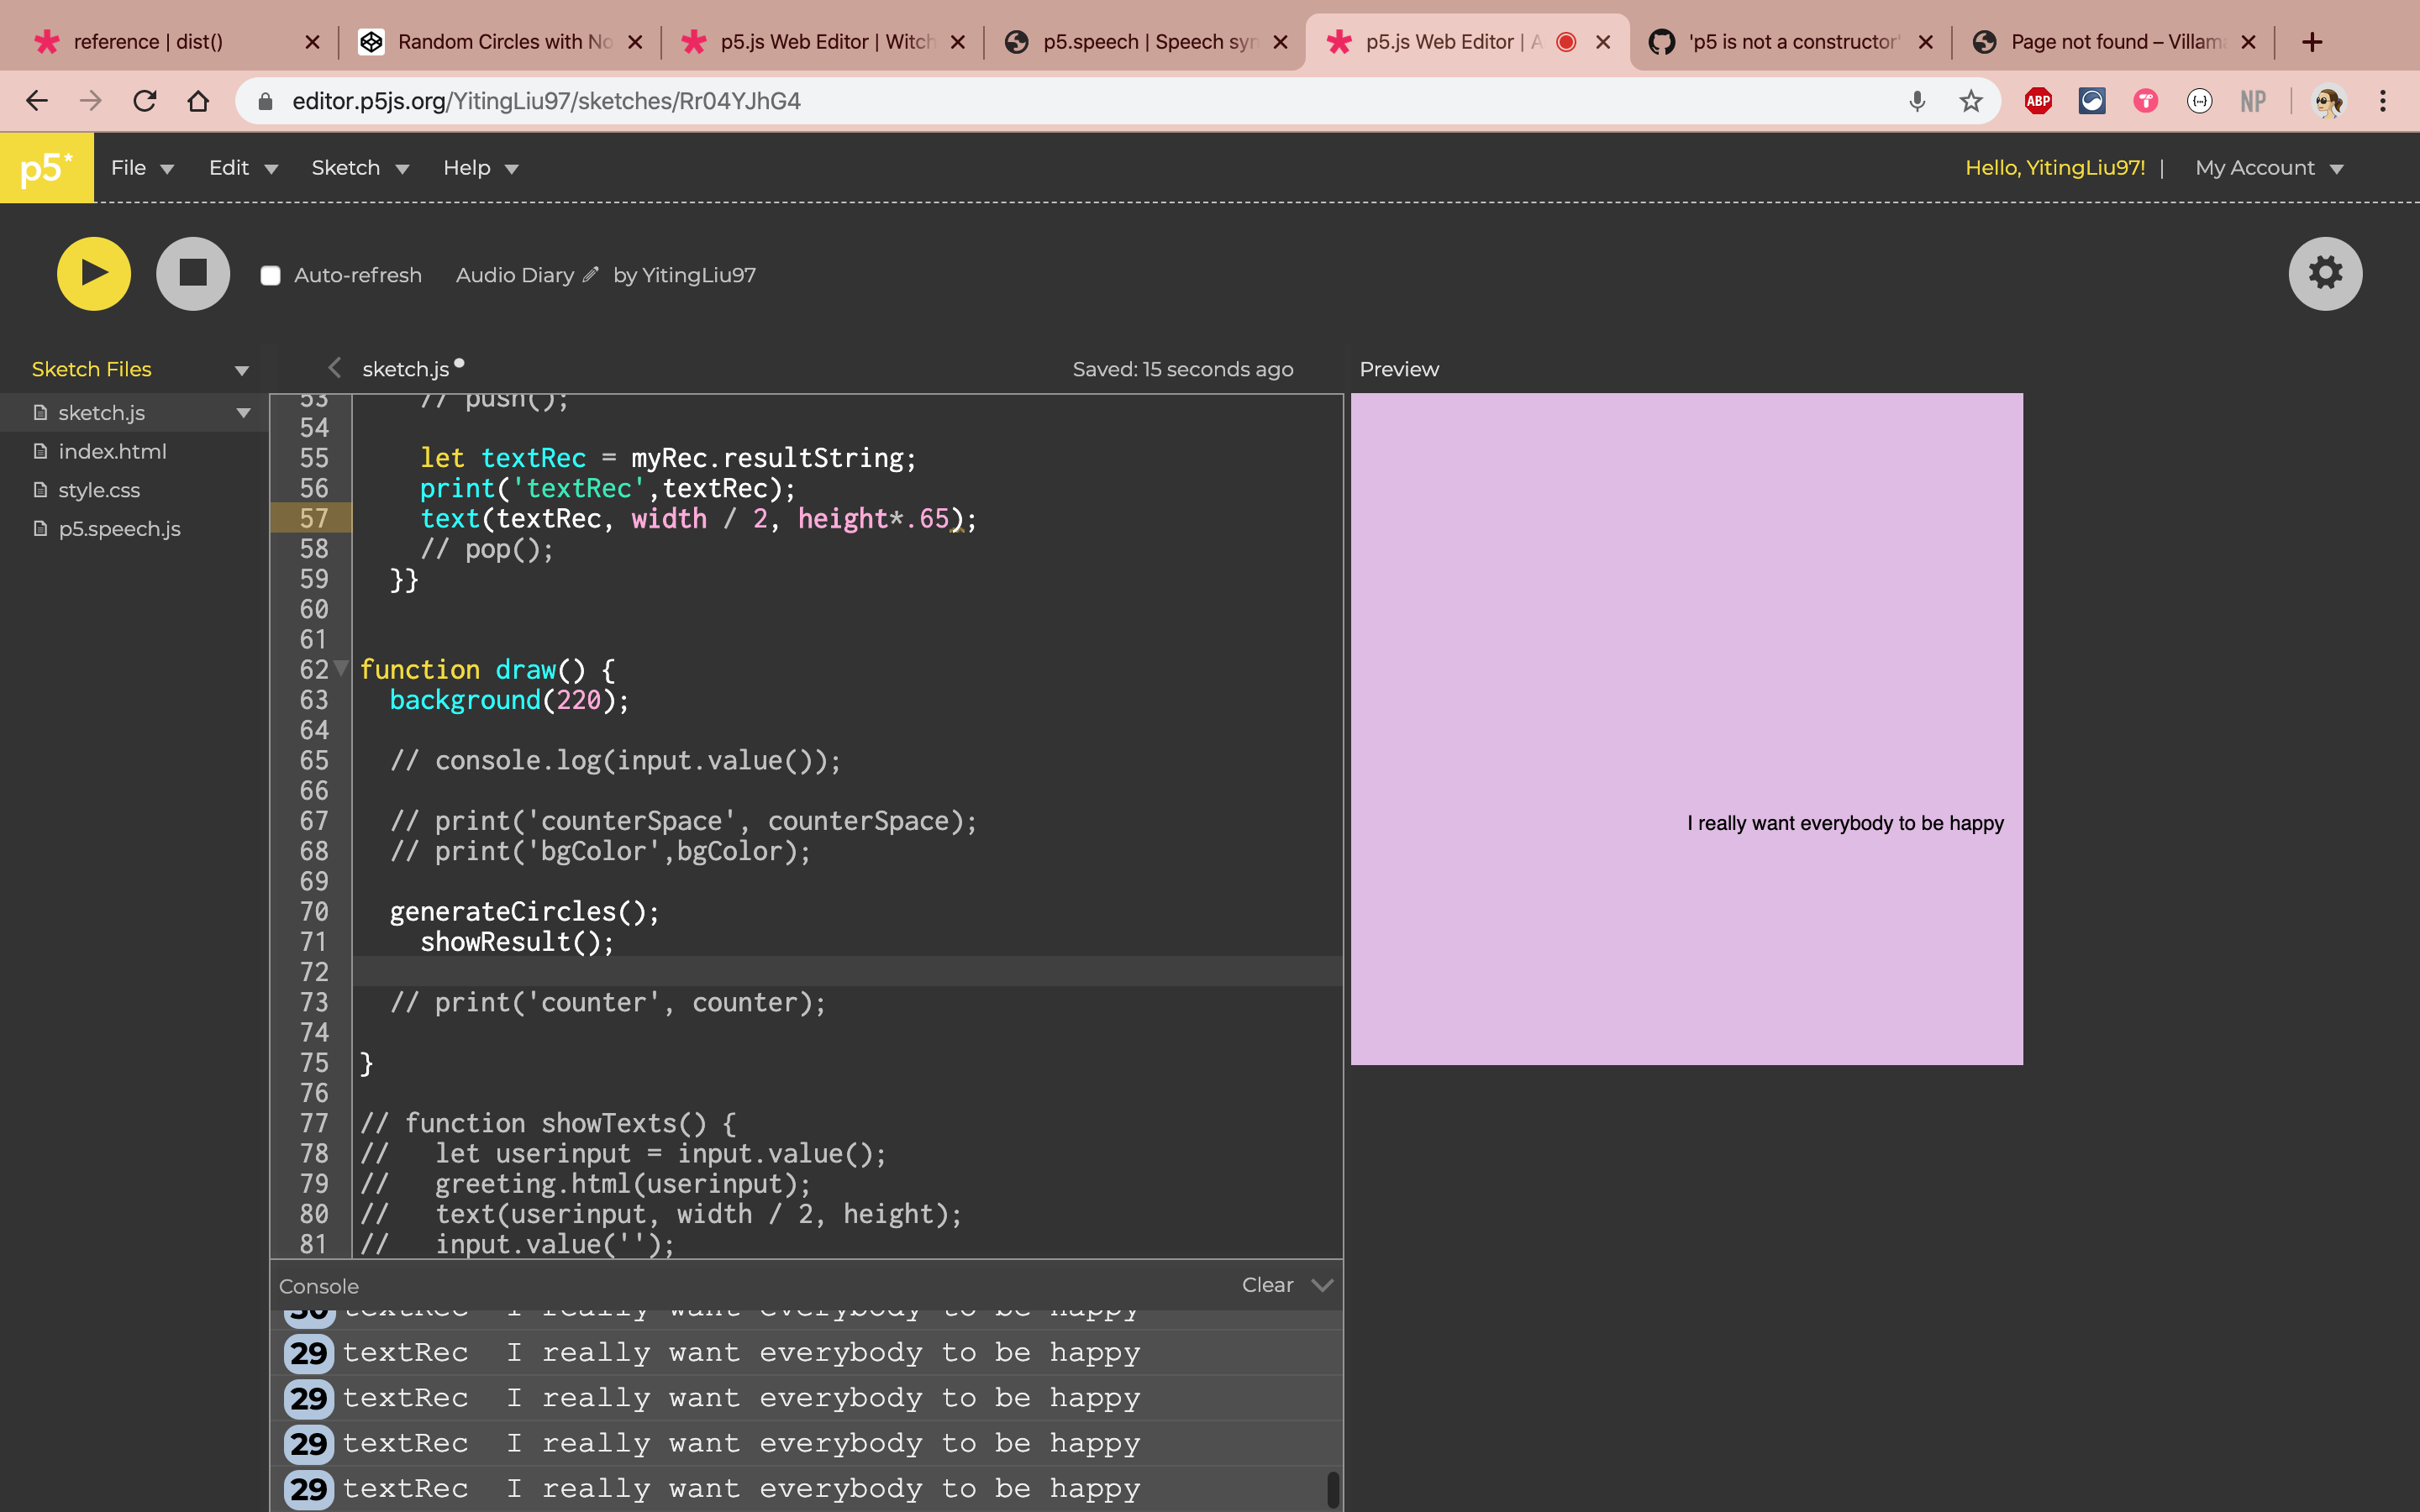 reference | dist()
Random Circles with No
p5.js Web Editor | Witch
p5.speech | Speech syn
p5.js Web Editor | A
'p5 is not a constructor'
Page not found – Villama
editor.p5js.org/YitingLiu97/sketches/Rr04YJhG4
ABP
NP
p5*
File
Edit
Sketch
Help
Hello, YitingLiu97! |
My Account
Auto-refresh
Audio Diary
by YitingLiu97
Sketch Files
sketch.js
Saved: 15 seconds ago
Preview
sketch.js
index.html
style.css
p5.speech.js
53 // push();
54
55 let textRec = myRec.resultString;
56 print('textRec',textRec);
57 text(textRec, width / 2, height*.65);
58 // pop();
59 }}
60
61
62 function draw() {
63 background(220);
64
65 // console.log(input.value());
66
67 // print('counterSpace', counterSpace);
68 // print('bgColor',bgColor);
69
70 generateCircles();
71 showResult();
72
73 // print('counter', counter);
74
75 }
76
77 // function showTexts() {
78 // let userinput = input.value();
79 // greeting.html(userinput);
80 // text(userinput, width / 2, height);
81 // input.value('');
I really want everybody to be happy
Console
Clear
30 textRec I really want everybody to be happy
29 textRec I really want everybody to be happy
29 textRec I really want everybody to be happy
29 textRec I really want everybody to be happy
29 textRec I really want everybody to be happy